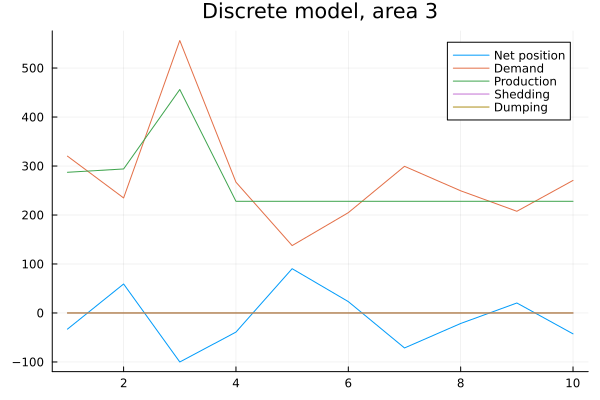 Discrete model, area 3
Net position
Demand
Production
Shedding
Dumping
500
400
300
200
100
0
−100
2
4
6
8
10